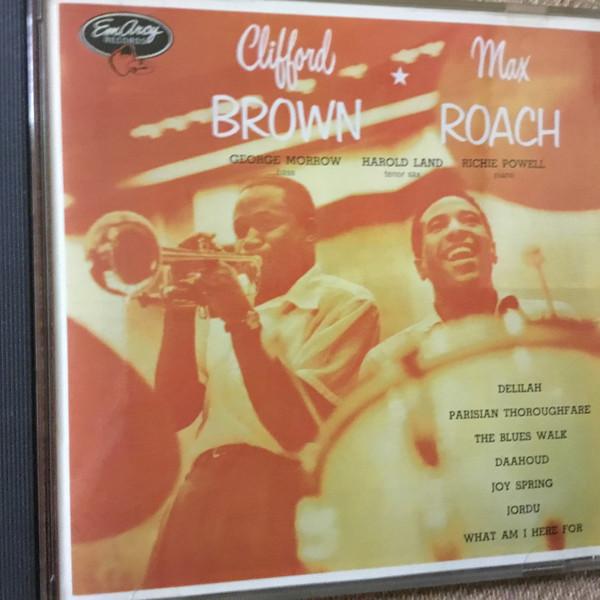 EmArcy
RECORDS
Clifford Max
BROWN ROACH
GEORGE MORROW HAROLD LAND RICHIE POWELL
bass tenor sax piano
DELILAH
PARISIAN THOROUGHFARE
THE BLUES WALK
DAAHOUD
JOY SPRING
JORDU
WHAT AM I HERE FOR